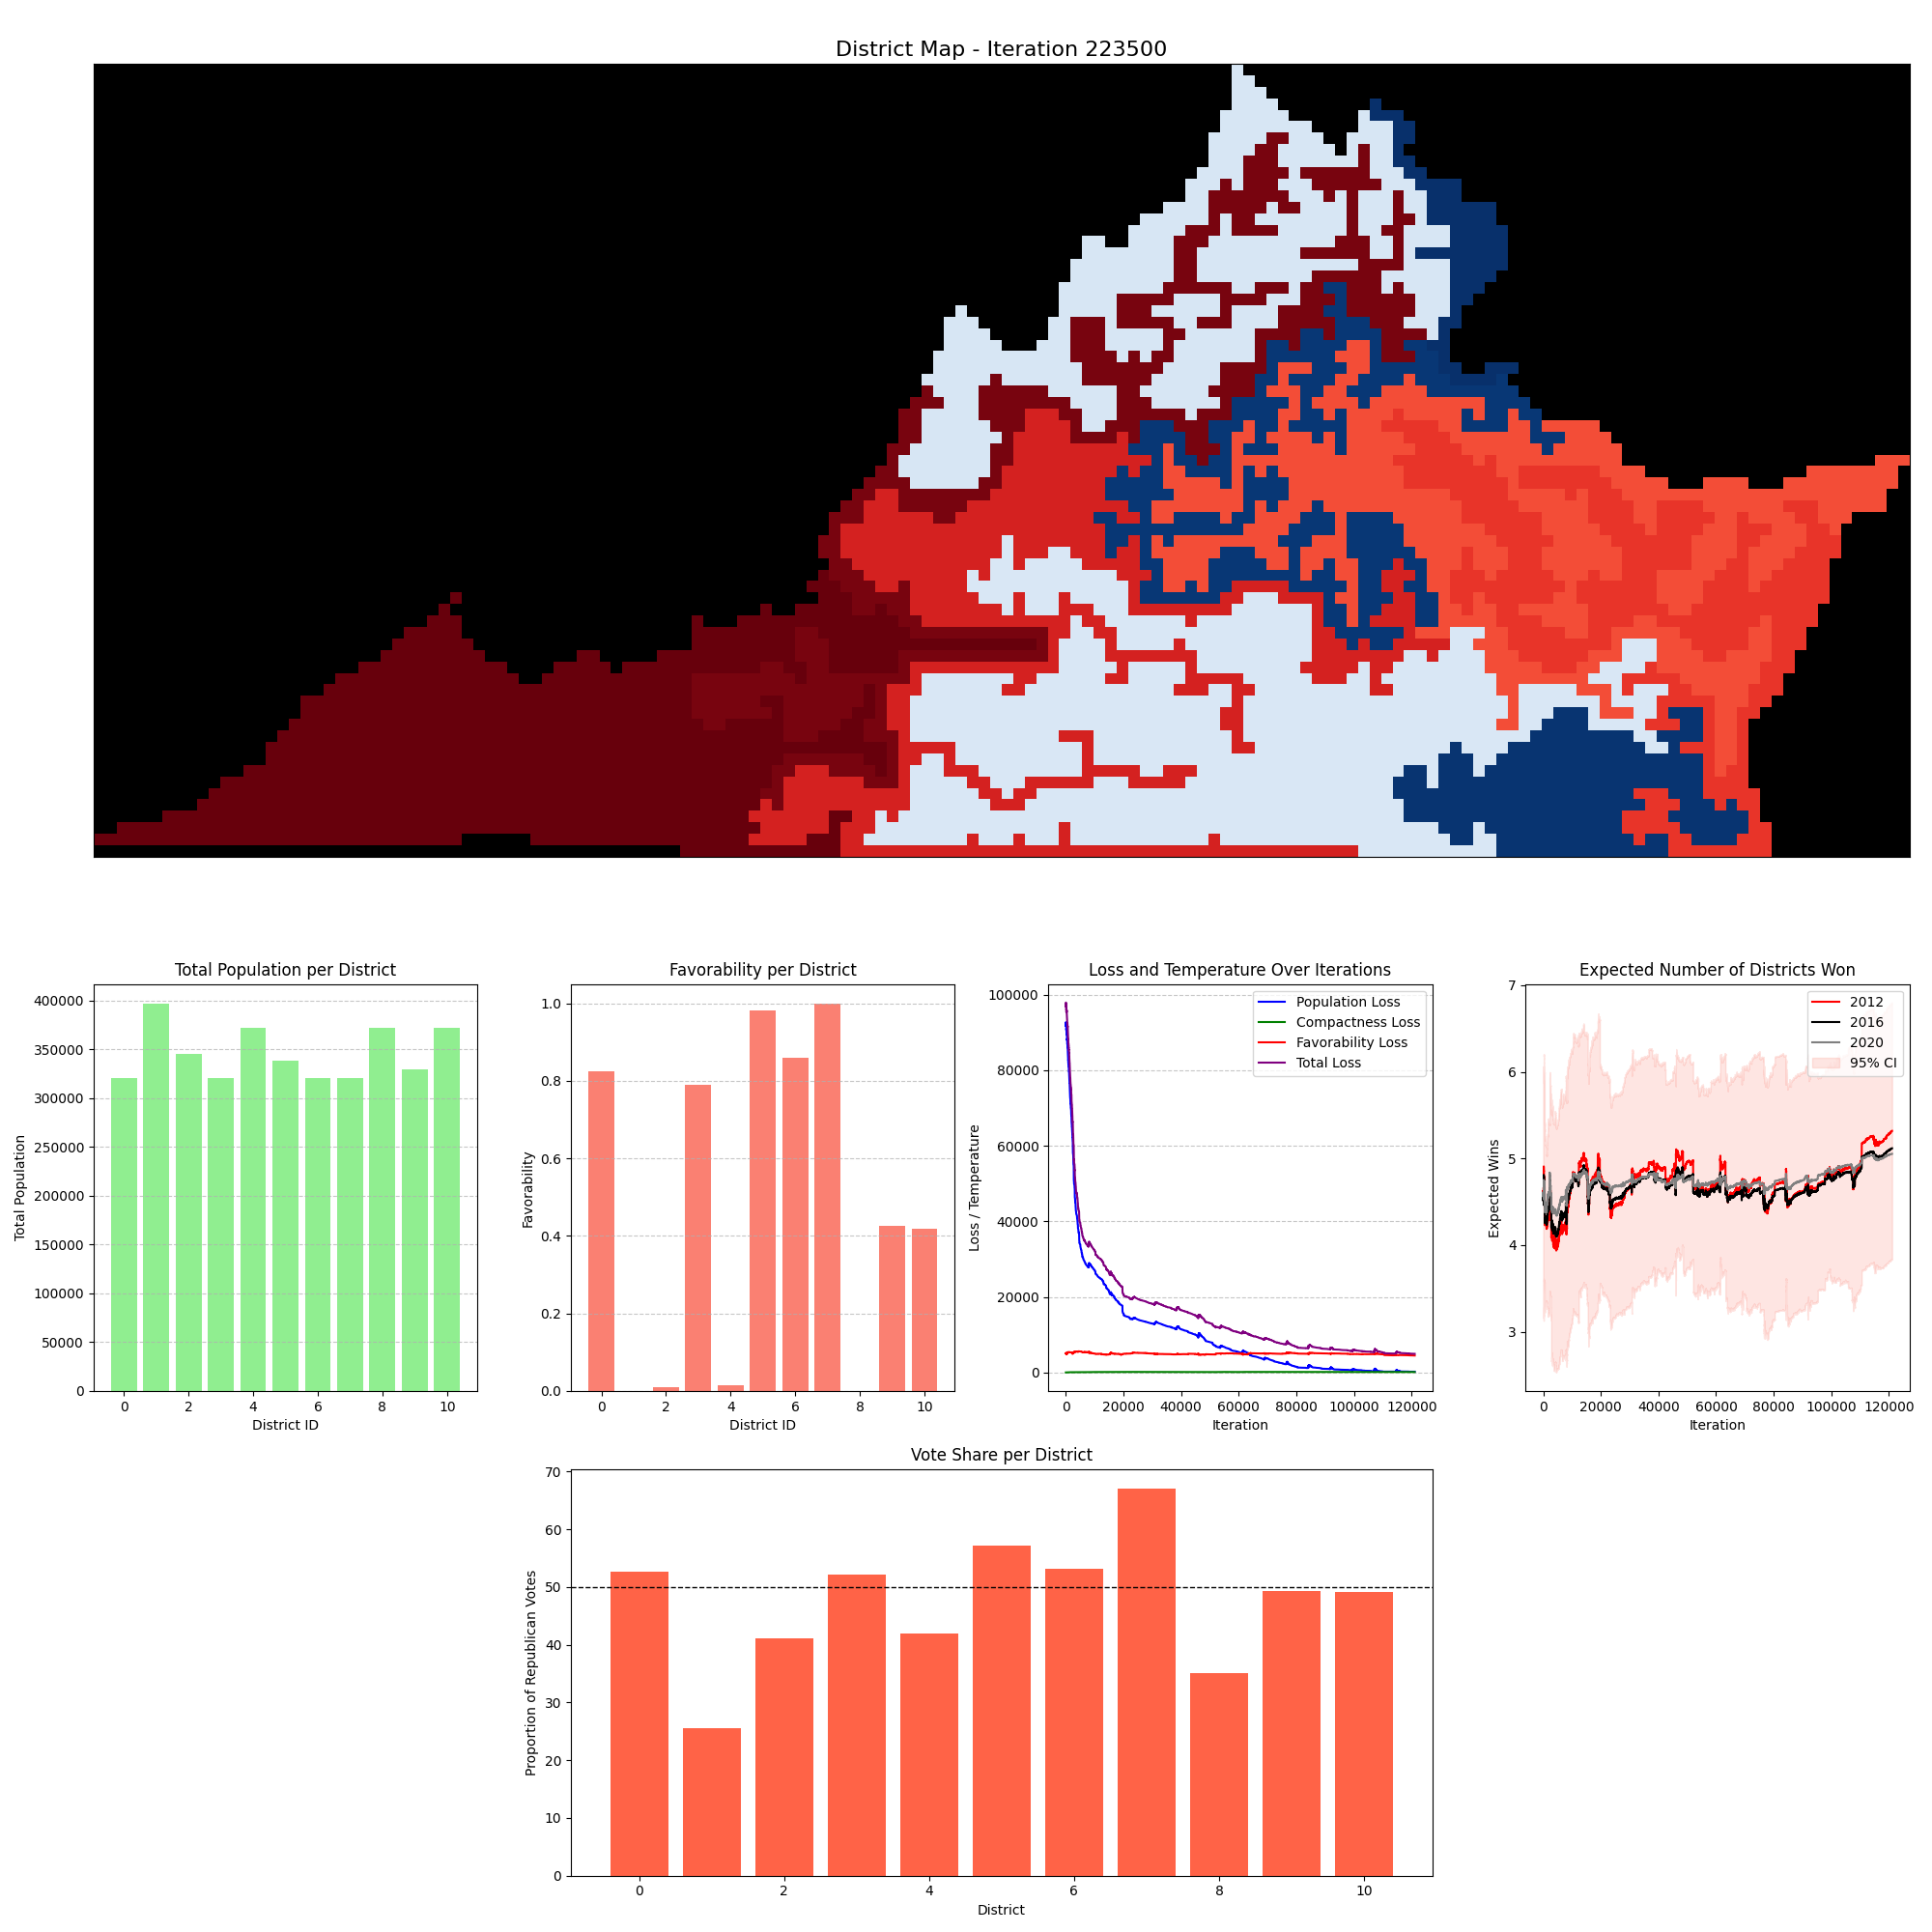 District Map - Iteration 223500
Total Population per District
400000
350000
300000
250000
200000
150000
100000
50000
0
Total Population
0 2 4 6 8 10
District ID
Favorability per District
1.0
0.8
0.6
0.4
0.2
0.0
Favorability
0 2 4 6 8 10
District ID
Loss and Temperature Over Iterations
100000
80000
60000
40000
20000
0
Loss / Temperature
Population Loss
Compactness Loss
Favorability Loss
Total Loss
0 20000 40000 60000 80000 100000 120000
Iteration
Expected Number of Districts Won
7
6
5
4
3
Expected Wins
2012
2016
2020
95% CI
0 20000 40000 60000 80000 100000 120000
Iteration
Vote Share per District
70
60
50
40
30
20
10
0
Proportion of Republican Votes
0 2 4 6 8 10
District